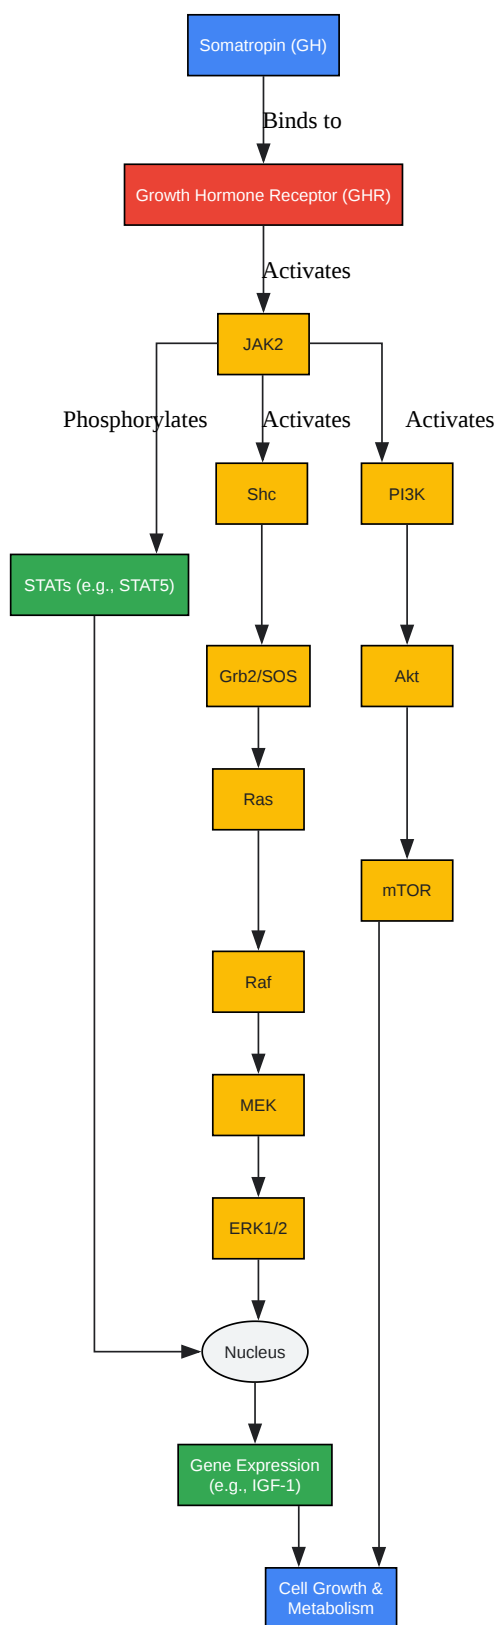 Somatropin (GH)
Binds to
Growth Hormone Receptor (GHR)
Activates
JAK2
Phosphorylates
Activates
Activates
Shc
PI3K
STATs (e.g., STAT5)
Grb2/SOS
Akt
Ras
mTOR
Raf
MEK
ERK1/2
Nucleus
Gene Expression
(e.g., IGF-1)
Cell Growth &
Metabolism